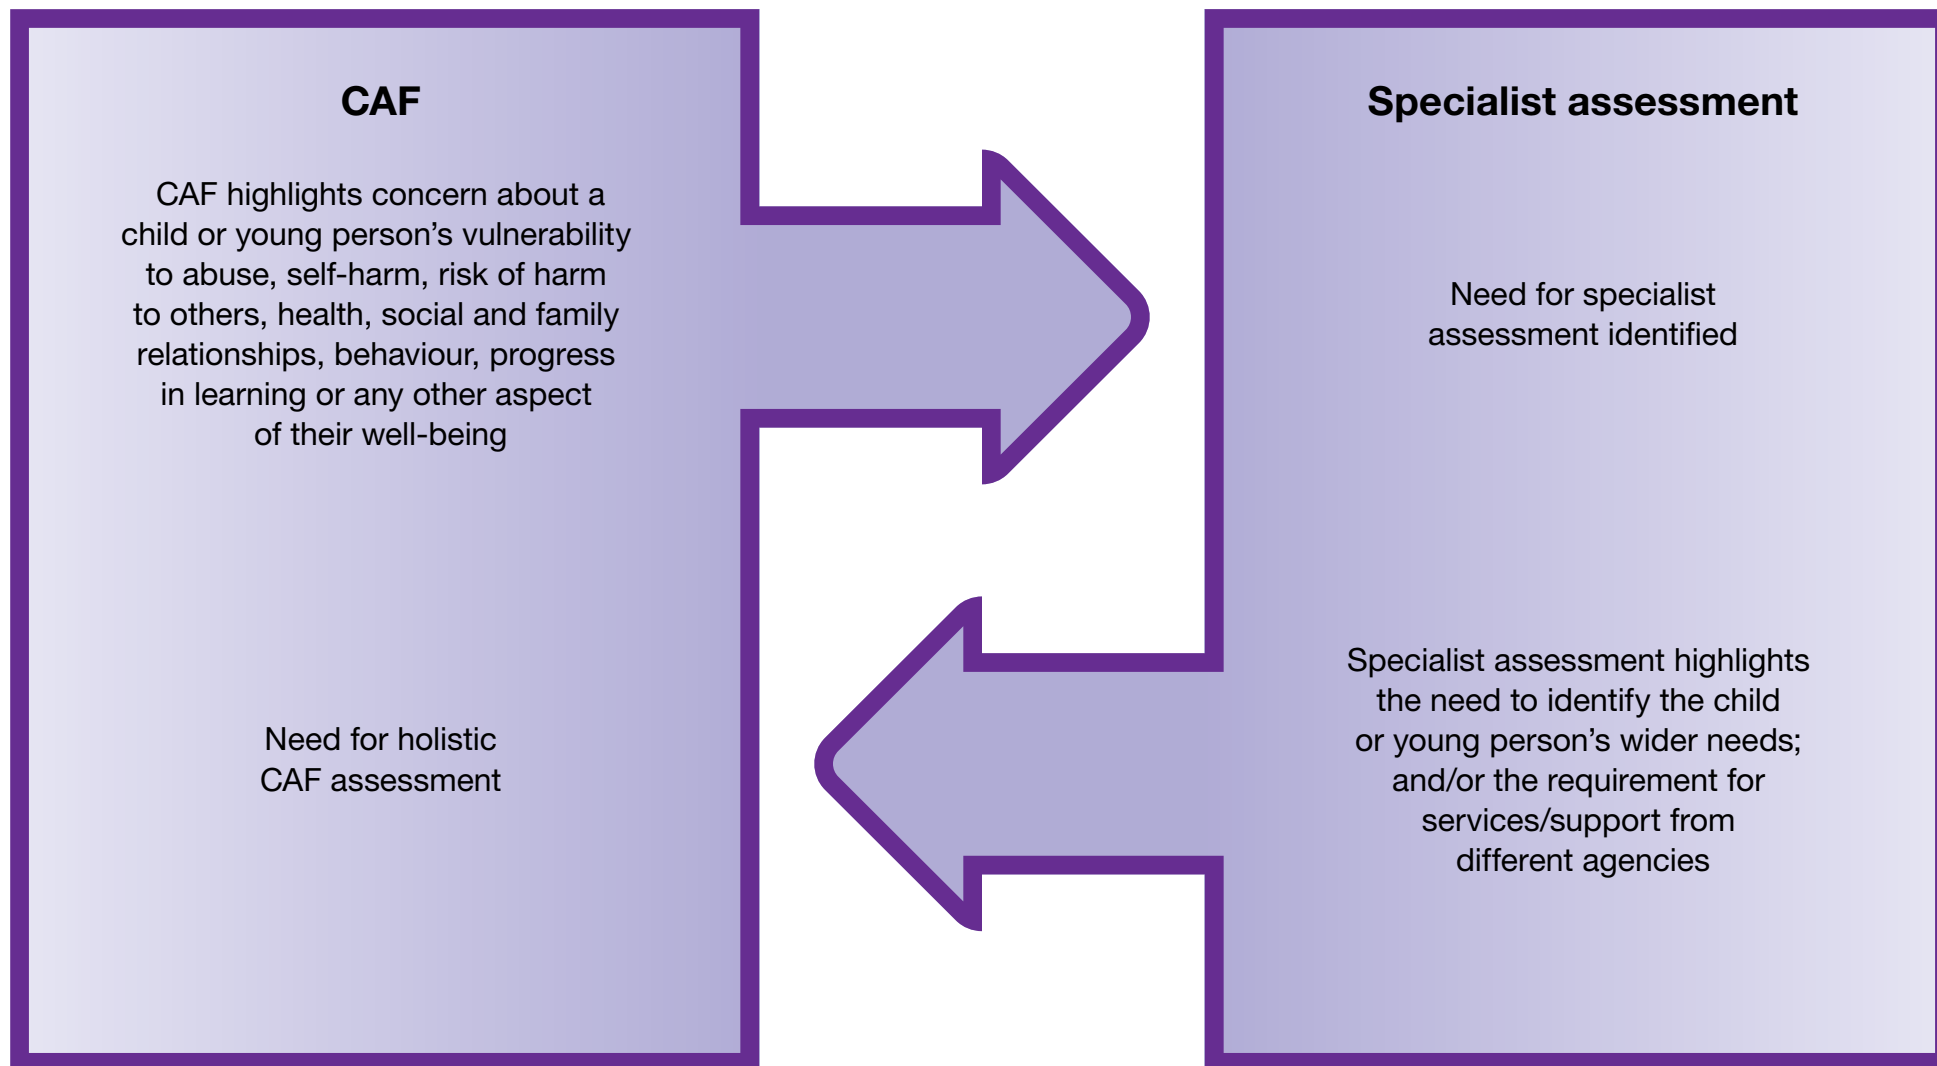 CAF
CAF highlights concern about a
child or young person’s vulnerability
to abuse, self-harm, risk of harm
to others, health, social and family
relationships, behaviour, progress
in learning or any other aspect
of their well-being
Need for holistic
CAF assessment
Specialist assessment
Need for specialist
assessment identified
Specialist assessment highlights
the need to identify the child
or young person’s wider needs;
and/or the requirement for
services/support from
different agencies